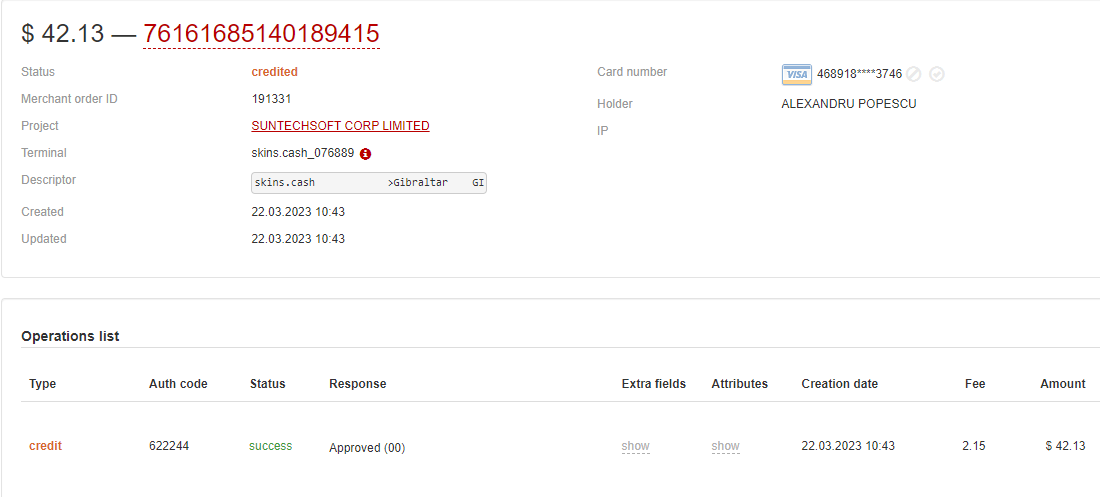 $ 42.13 — 76161685140189415
Status credited
Merchant order ID 191331
Project SUNTECHSOFT CORP LIMITED
Terminal skins.cash_076889
Descriptor skins.cash >Gibraltar GI
Created 22.03.2023 10:43
Updated 22.03.2023 10:43
Card number VISA 468918****3746
Holder ALEXANDRU POPESCU
IP
Operations list
Type Auth code Status Response Extra fields Attributes Creation date Fee Amount
credit 622244 success Approved (00) show show 22.03.2023 10:43 2.15 $ 42.13